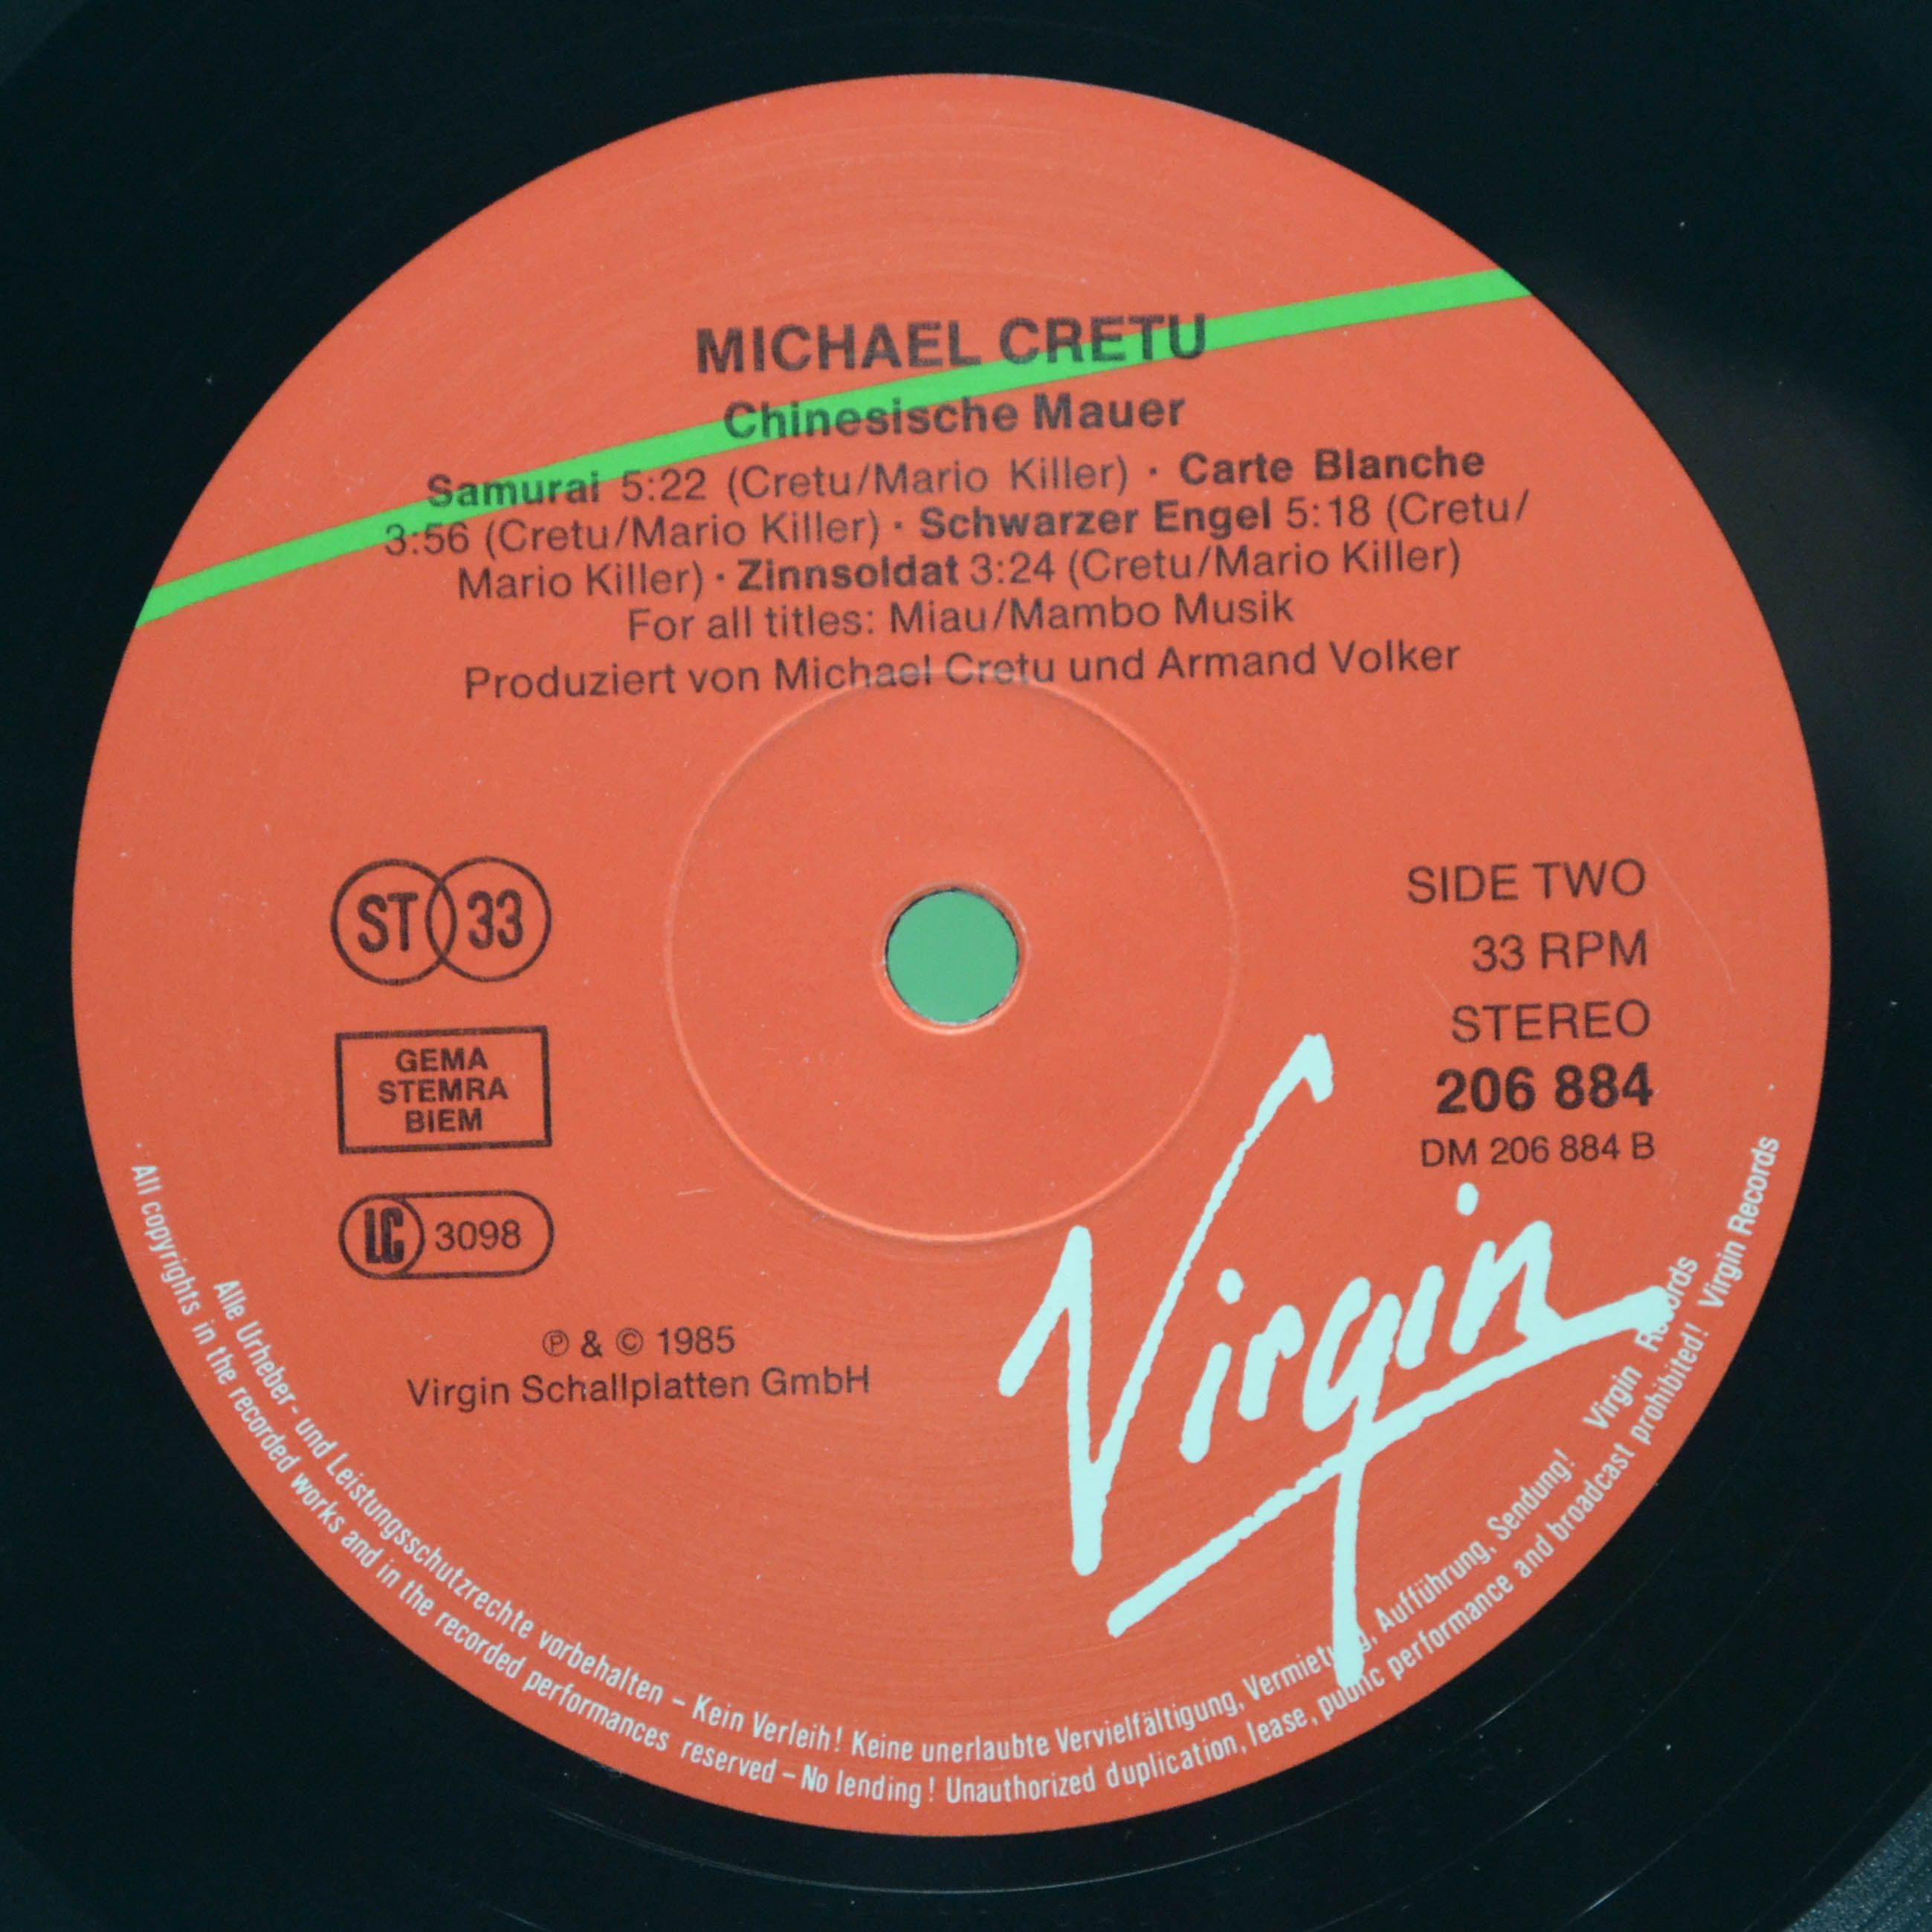 MICHAEL CRETU
Chinesische Mauer
Samurai 5:22 (Cretu/Mario Killer) · Carte Blanche
3:56 (Cretu/Mario Killer) · Schwarzer Engel 5:18 (Cretu/
Mario Killer) · Zinnsoldat 3:24 (Cretu/Mario Killer)
For all titles: Miau/Mambo Musik
Produziert von Michael Cretu und Armand Volker
ST 33
GEMA
STEMRA
BIEM
LC 3098
℗ & © 1985
Virgin Schallplatten GmbH
SIDE TWO
33 RPM
STEREO
206 884
DM 206 884 B
Virgin
Alle Urheber- und Leistungsschutzrechte vorbehalten – Kein Verleih! Keine unerlaubte Vervielfältigung, Vermietung, Aufführung, Sendung! Virgin Records
· All copyrights in the recorded works and in the recorded performances reserved – No lending! Unauthorized duplication, lease, public performance and broadcast prohibited! Virgin Records